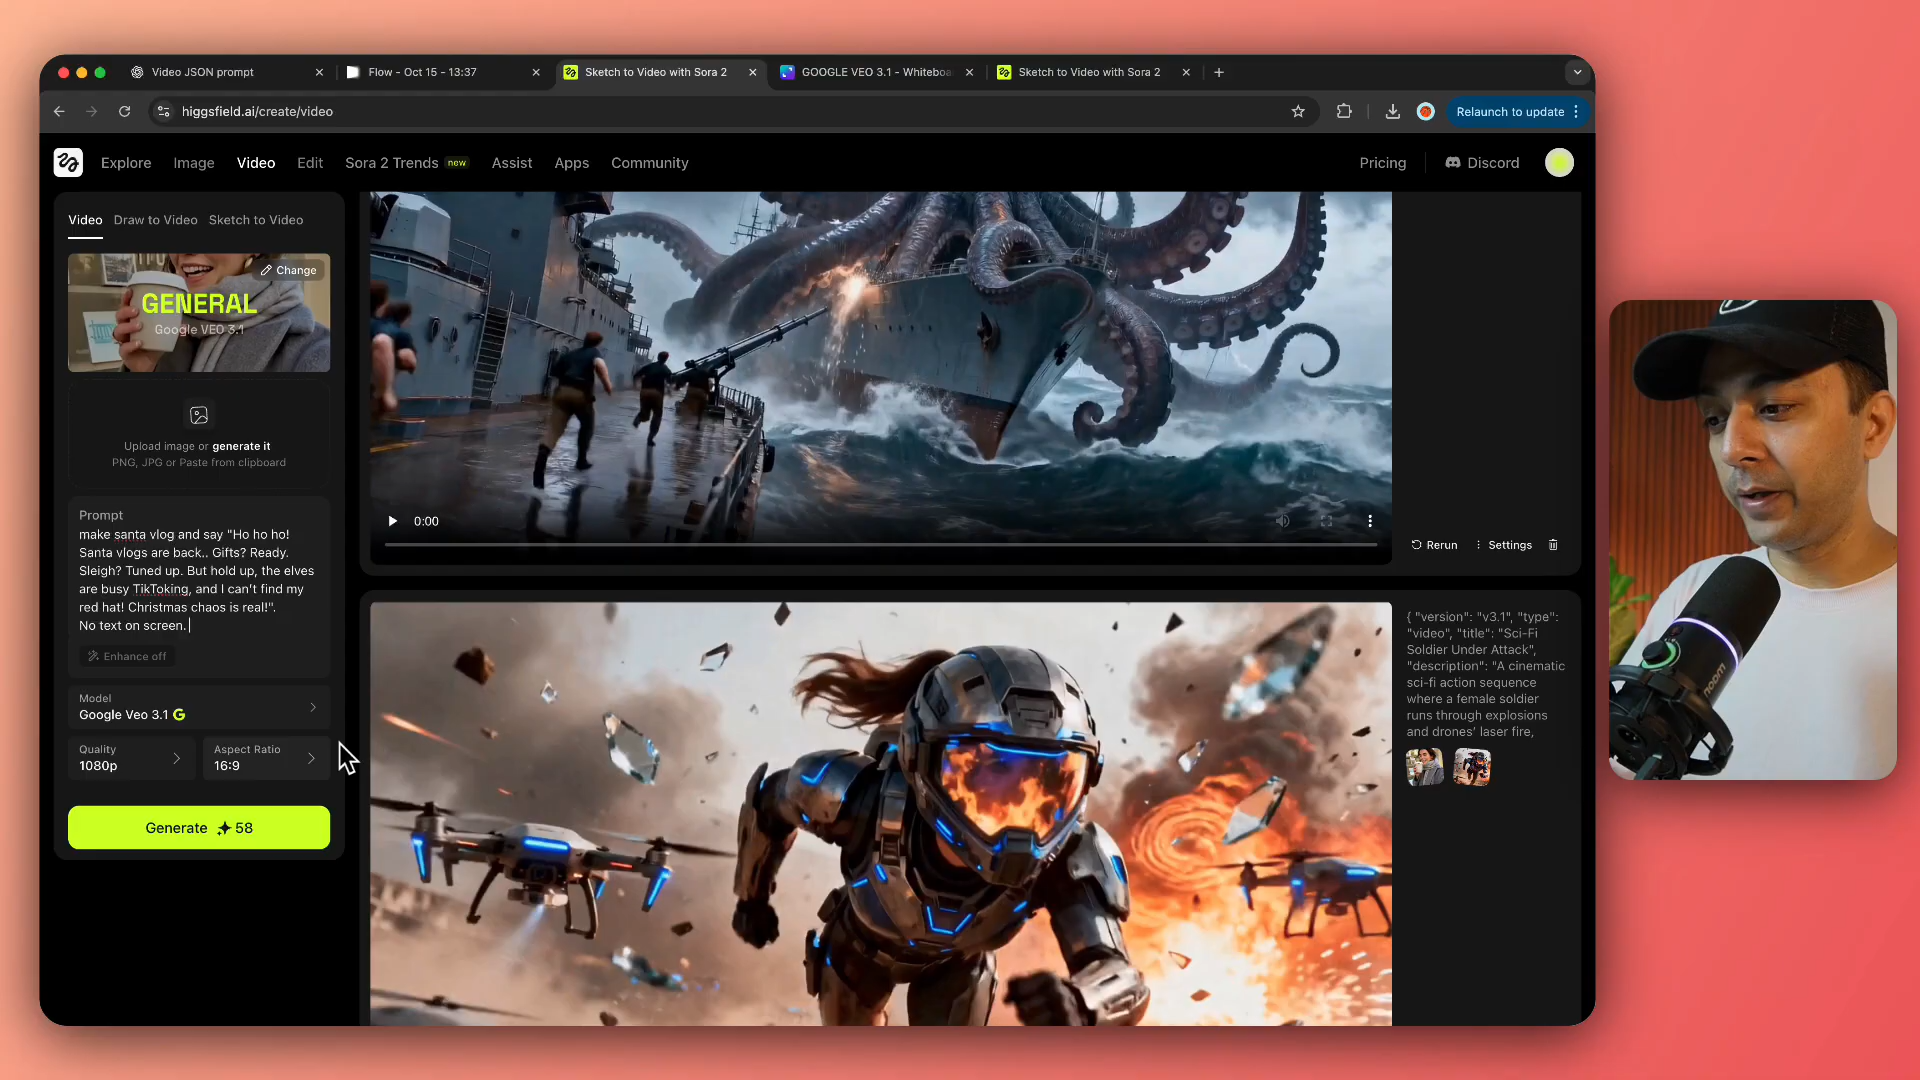 Video JSON prompt
Flow - Oct 15 - 13:37
Sketch to Video with Sora 2
GOOGLE VEO 3.1 - Whiteboa
Sketch to Video with Sora 2
higgsfield.ai/create/video
Relaunch to update
Explore
Image
Video
Edit
Sora 2 Trends new
Assist
Apps
Community
Pricing
Discord
Video
Draw to Video
Sketch to Video
Change
GENERAL
Google VEO 3.1
Upload image or generate it
PNG, JPG or Paste from clipboard
Prompt
make santa vlog and say "Ho ho ho!
Santa vlogs are back.. Gifts? Ready.
Sleigh? Tuned up. But hold up, the elves
are busy TikToking, and I can't find my
red hat! Christmas chaos is real!".
No text on screen.
Enhance off
Model
Google Veo 3.1 G
Quality
1080p
Aspect Ratio
16:9
Generate 58
0:00
Rerun
Settings
{ "version": "v3.1", "type":
"video", "title": "Sci-Fi
Soldier Under Attack",
"description": "A cinematic
sci-fi action sequence
where a female soldier
runs through explosions
and drones' laser fire,